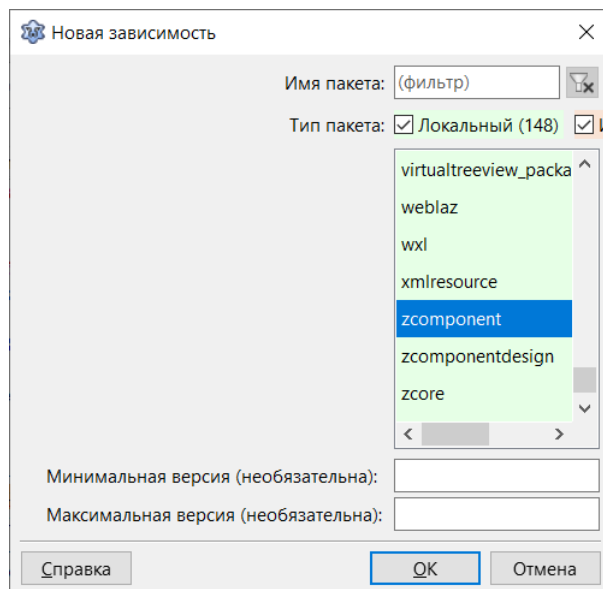 Новая зависимость
Имя пакета: (фильтр)
Тип пакета: Локальный (148)
virtualtreeview_packa
weblaz
wxl
xmlresource
zcomponent
zcomponentdesign
zcore
Минимальная версия (необязательна):
Максимальная версия (необязательна):
Справка OK Отмена